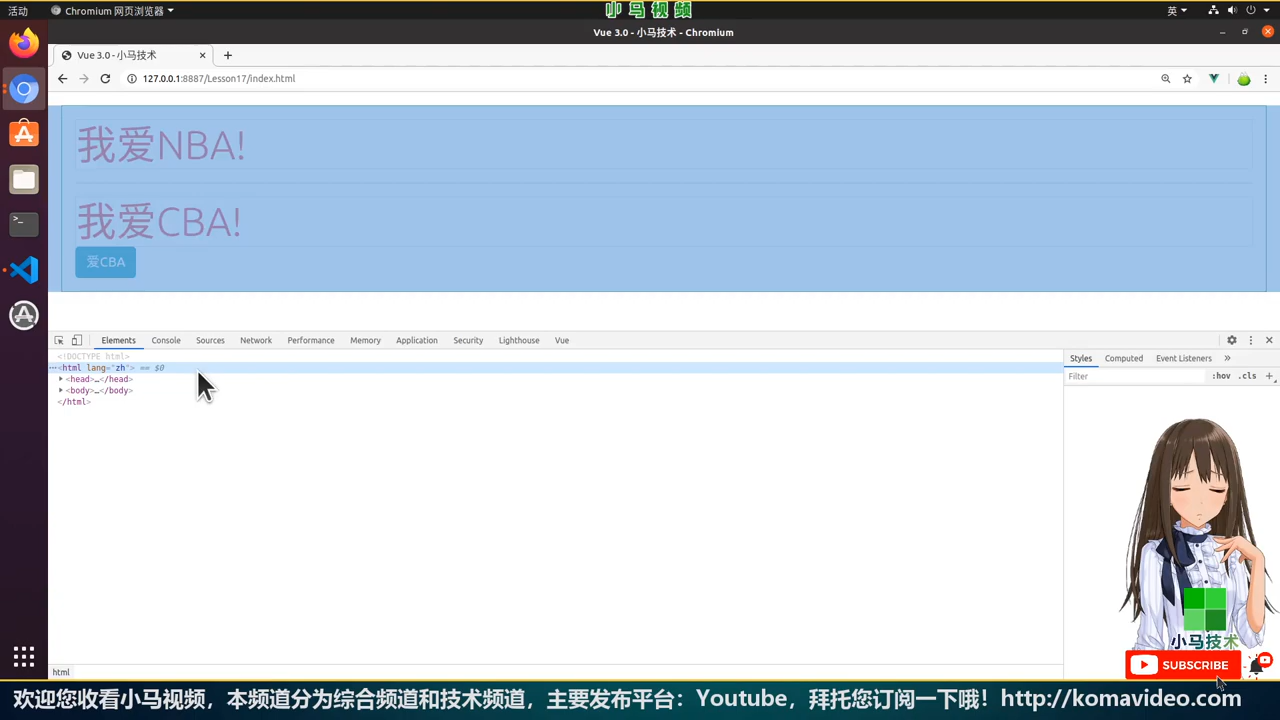 活动
Chromium 网页浏览器
小马视频
英
Vue 3.0 - 小马技术 - Chromium
Vue 3.0 - 小马技术
127.0.0.1:8887/Lesson17/index.html
我爱NBA!
我爱CBA!
爱CBA
Elements Console Sources Network Performance Memory Application Security Lighthouse Vue
<!DOCTYPE html>
<html lang="zh"> == $0
<head>…</head>
<body>…</body>
</html>
Styles Computed Event Listeners »
Filter :hov .cls +
小马技术
SUBSCRIBE
html
欢迎您收看小马视频，本频道分为综合频道和技术频道，主要发布平台：Youtube，拜托您订阅一下哦！http://komavideo.com